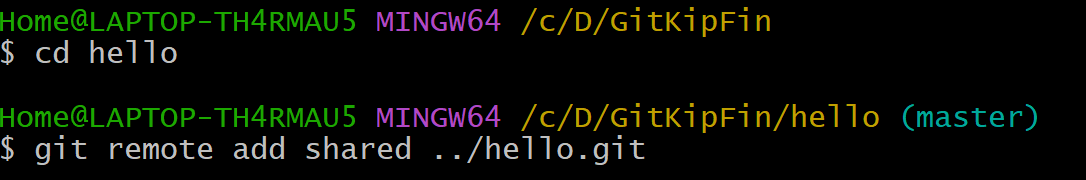 Home@LAPTOP-TH4RMAU5 MINGW64 /c/D/GitKipFin
$ cd hello
Home@LAPTOP-TH4RMAU5 MINGW64 /c/D/GitKipFin/hello (master)
$ git remote add shared ../hello.git